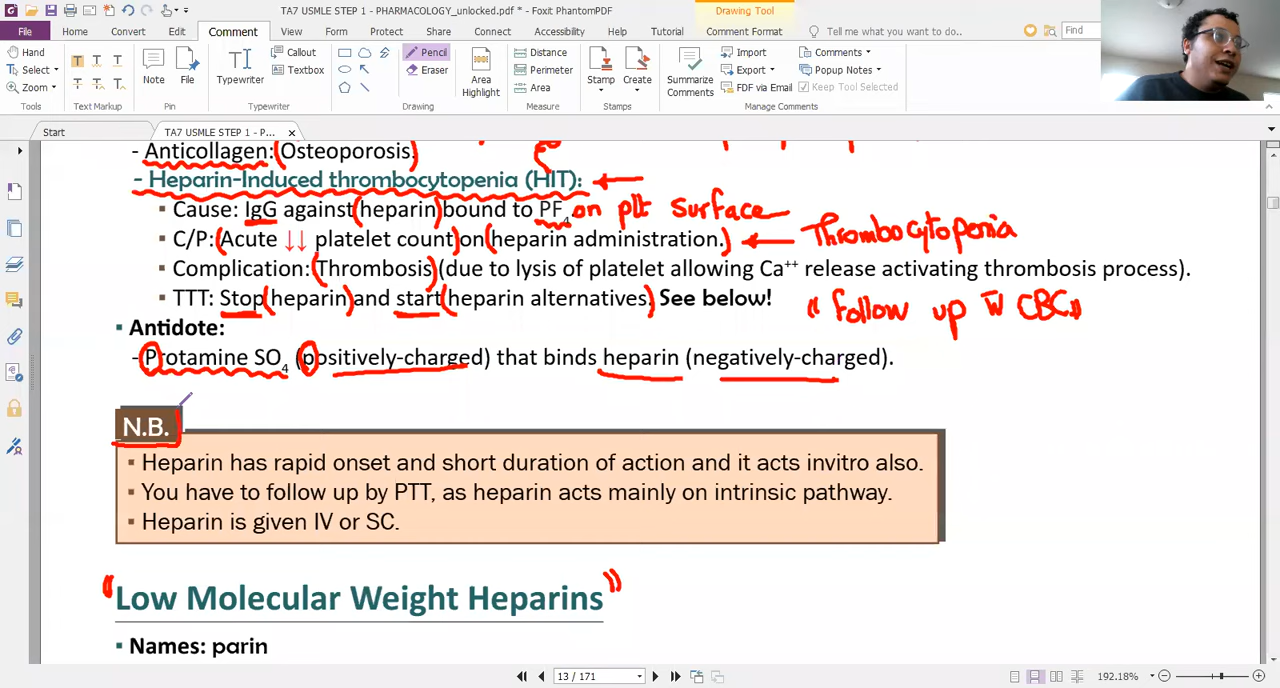 TA7 USMLE STEP 1 - PHARMACOLOGY_unlocked.pdf * - Foxit PhantomPDF
Drawing Tool
File Home Convert Edit Comment View Form Protect Share Connect Accessibility Help Tutorial Comment Format Tell me what you want to do.. Find
Hand
Select
Zoom
Tools
T T T
T T T
Text Markup
Note
File
Pin
Typewriter
Callout
Textbox
Typewriter
Pencil
Eraser
Drawing
Area Highlight
Distance
Perimeter
Area
Measure
Stamp
Create
Stamps
Summarize Comments
Import
Export
FDF via Email
Comments
Popup Notes
Keep Tool Selected
Manage Comments
Start
TA7 USMLE STEP 1 - P...
- Anticollagen: (Osteoporosis)
- Heparin-Induced thrombocytopenia (HIT):
▪ Cause: IgG against (heparin) bound to PF4 on plt surface
▪ C/P: (Acute ↓↓ platelet count) on (heparin administration.) ← Thrombocytopenia
▪ Complication: (Thrombosis) (due to lysis of platelet allowing Ca++ release activating thrombosis process).
▪ TTT: Stop (heparin) and start (heparin alternatives.) See below!
"follow up w CBC"
▪ Antidote:
- Protamine SO4 (positively-charged) that binds heparin (negatively-charged).
N.B.
▪ Heparin has rapid onset and short duration of action and it acts invitro also.
▪ You have to follow up by PTT, as heparin acts mainly on intrinsic pathway.
▪ Heparin is given IV or SC.
"Low Molecular Weight Heparins"
▪ Names: parin
13 / 171
192.18%